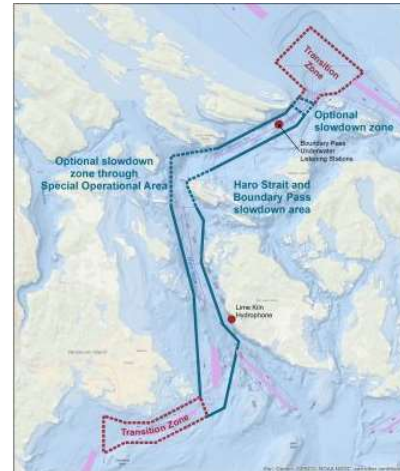 Transition
Zone
Optional
slowdown zone
Boundary Pass
Underwater
Listening Stations
Optional slowdown
zone through
Special Operational Area
Haro Strait and
Boundary Pass
slowdown area
Lime Kiln
Hydrophone
Transition Zone